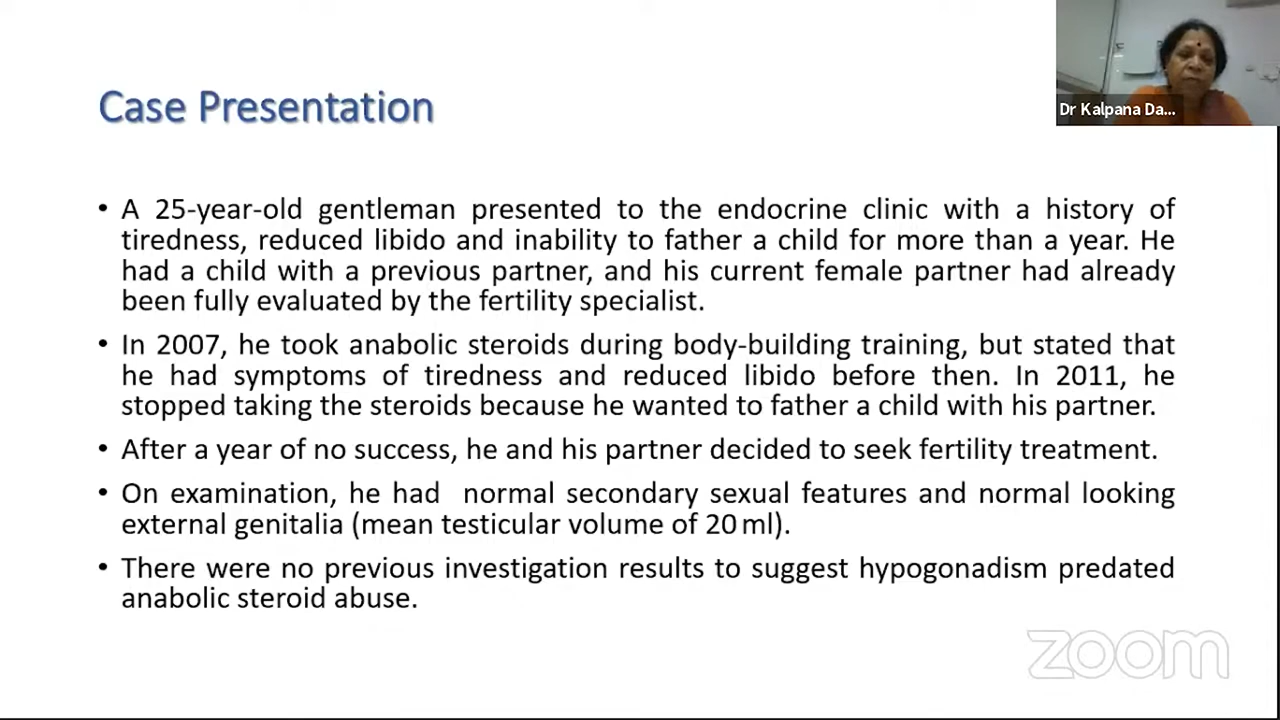 Case Presentation
Dr Kalpana Da...
• A 25-year-old gentleman presented to the endocrine clinic with a history of
tiredness, reduced libido and inability to father a child for more than a year. He
had a child with a previous partner, and his current female partner had already
been fully evaluated by the fertility specialist.
• In 2007, he took anabolic steroids during body-building training, but stated that
he had symptoms of tiredness and reduced libido before then. In 2011, he
stopped taking the steroids because he wanted to father a child with his partner.
• After a year of no success, he and his partner decided to seek fertility treatment.
• On examination, he had normal secondary sexual features and normal looking
external genitalia (mean testicular volume of 20 ml).
• There were no previous investigation results to suggest hypogonadism predated
anabolic steroid abuse.
zoom